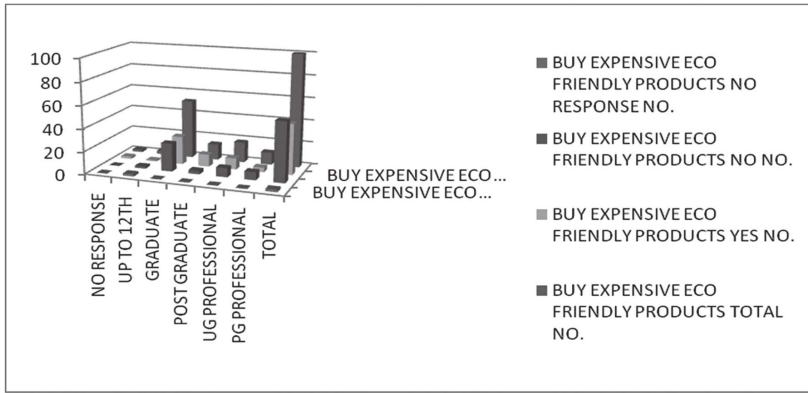 100
80
60
40
20
0
NO RESPONSE
UP TO 12TH
GRADUATE
POST GRADUATE
UG PROFESSIONAL
PG PROFESSIONAL
TOTAL
BUY EXPENSIVE ECO...
BUY EXPENSIVE ECO...
BUY EXPENSIVE ECO
FRIENDLY PRODUCTS NO
RESPONSE NO.
BUY EXPENSIVE ECO
FRIENDLY PRODUCTS NO NO.
BUY EXPENSIVE ECO
FRIENDLY PRODUCTS YES NO.
BUY EXPENSIVE ECO
FRIENDLY PRODUCTS TOTAL
NO.